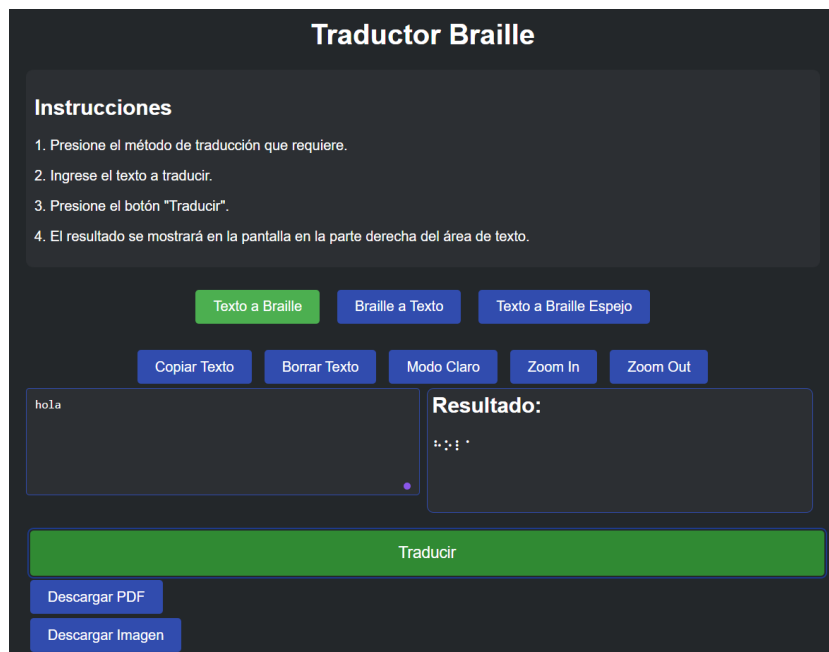 Traductor Braille
Instrucciones
1. Presione el método de traducción que requiere.
2. Ingrese el texto a traducir.
3. Presione el botón "Traducir".
4. El resultado se mostrará en la pantalla en la parte derecha del área de texto.
Texto a Braille Braille a Texto Texto a Braille Espejo
Copiar Texto Borrar Texto Modo Claro Zoom In Zoom Out
hola
Resultado:
⠓⠕⠇⠁
Traducir
Descargar PDF
Descargar Imagen